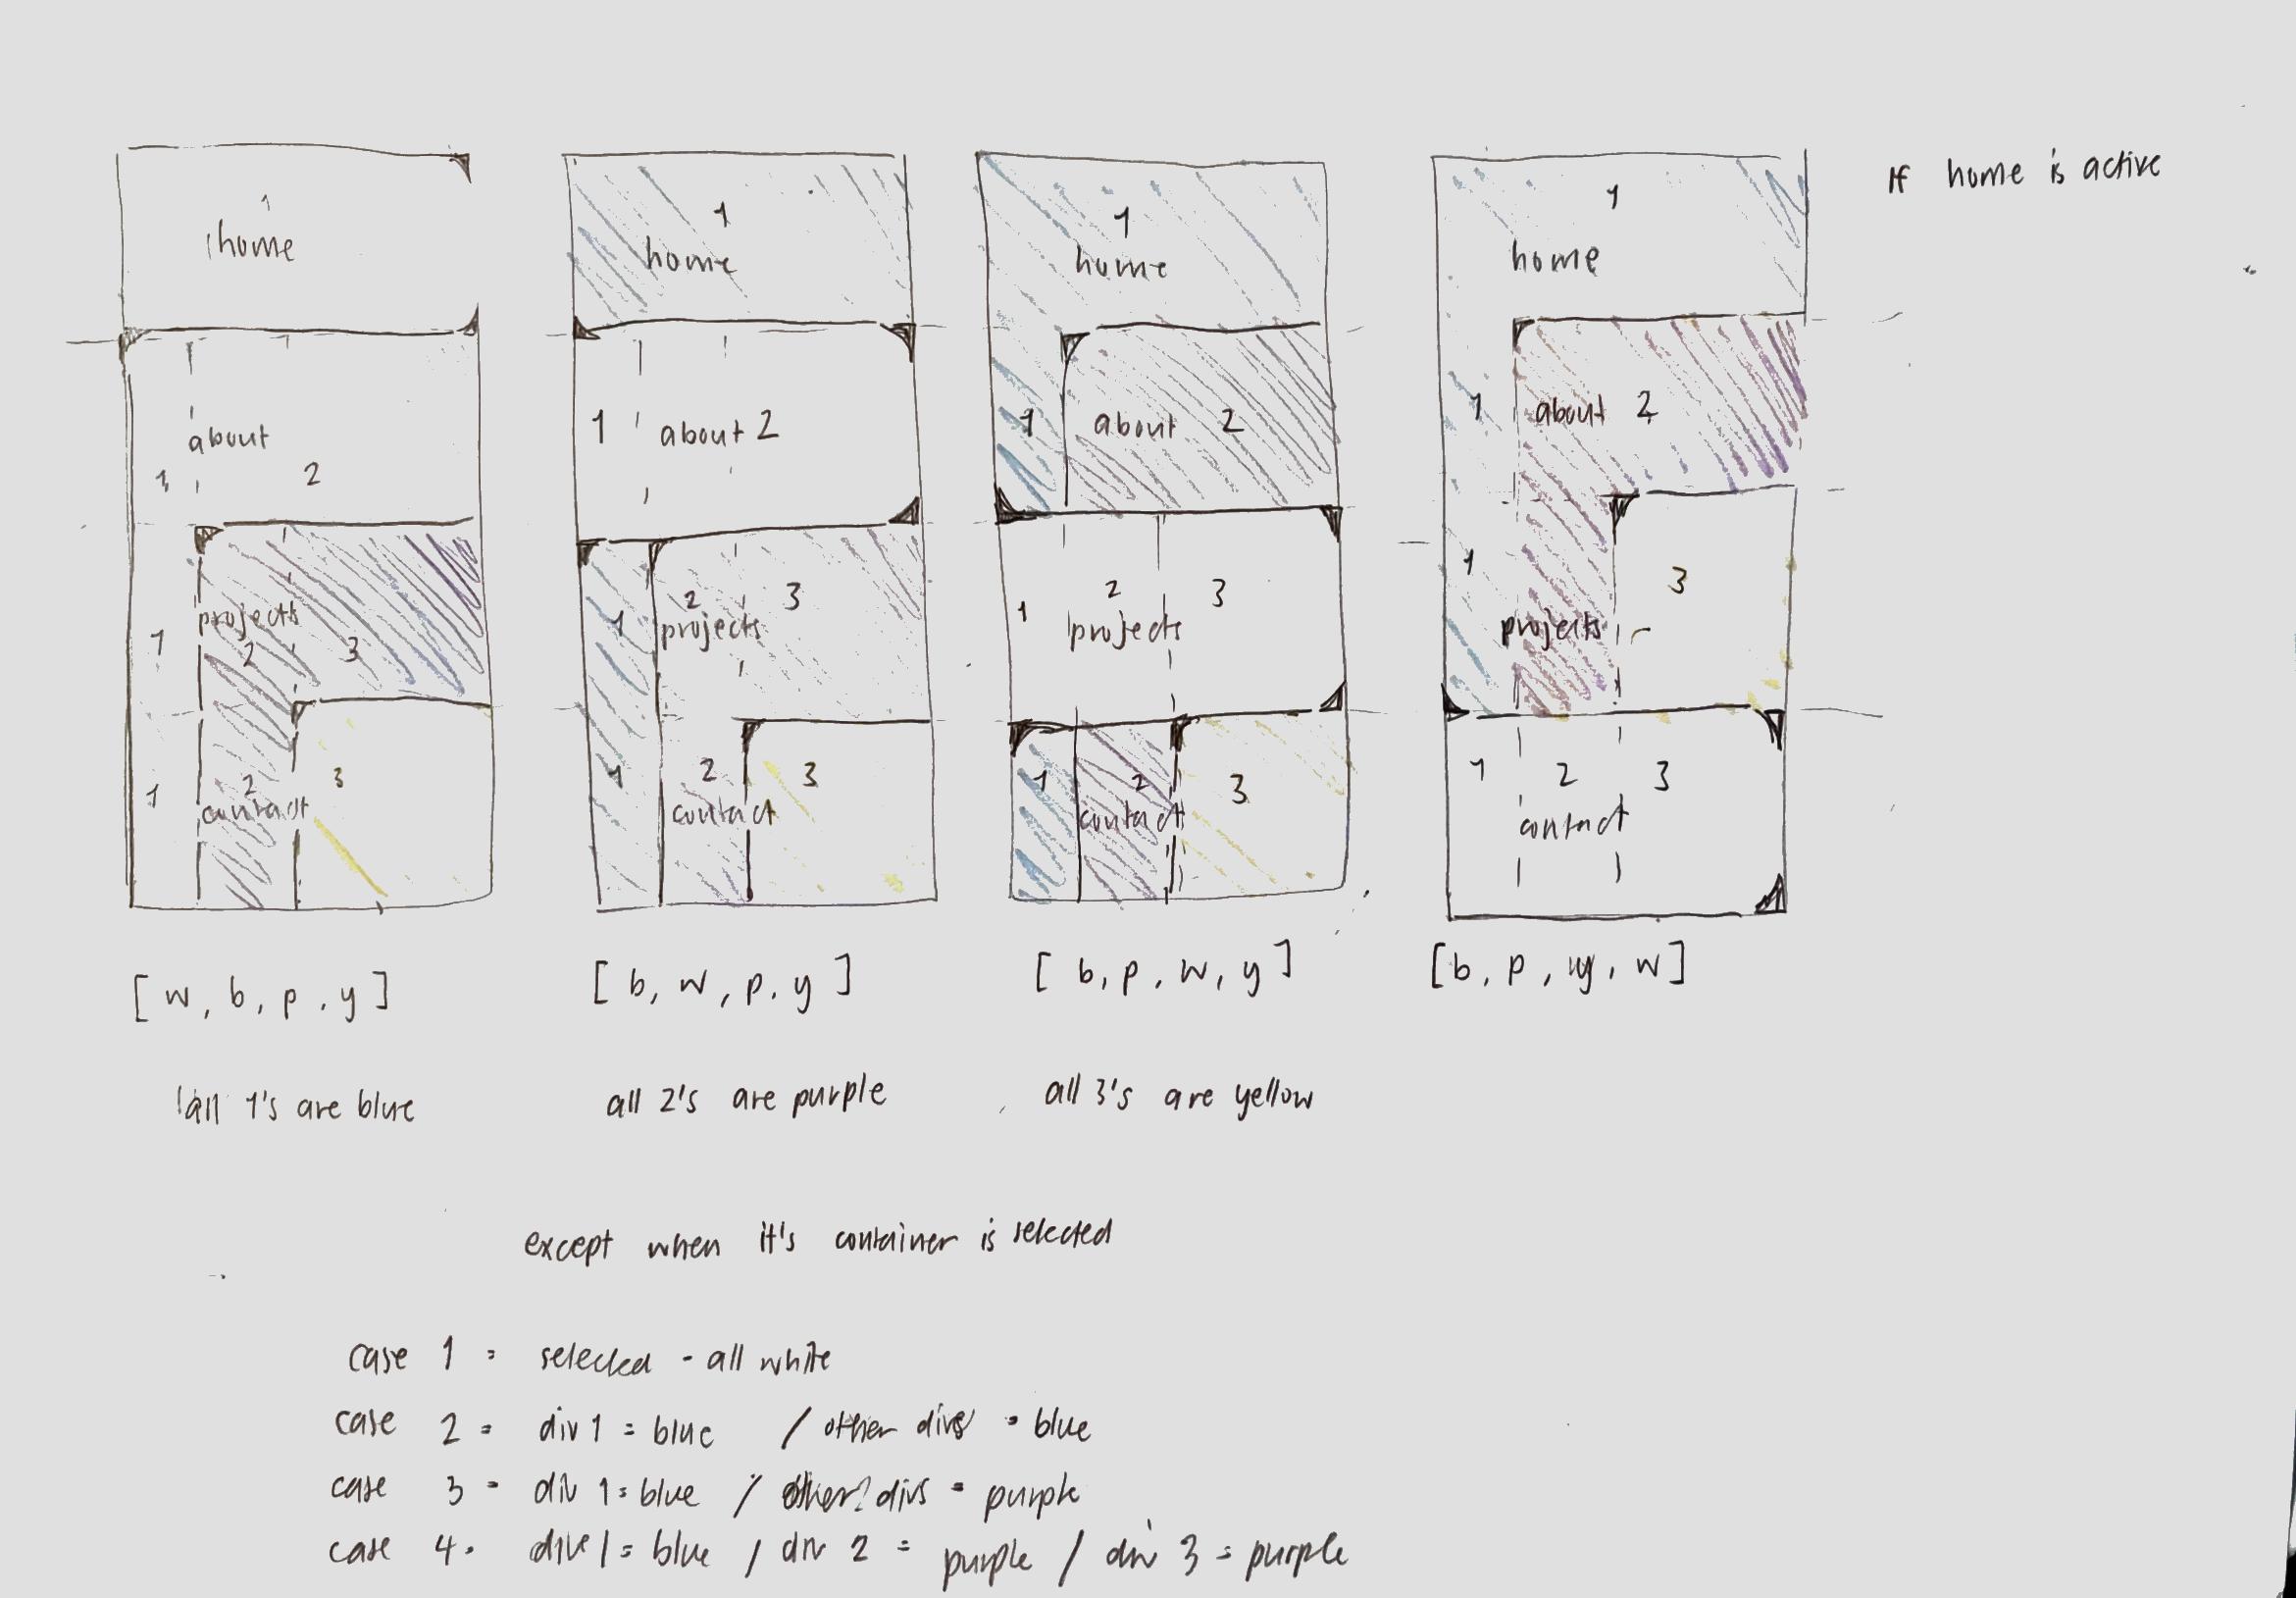 If home is active
1
home
1
about
2
1
projects
2
3
1
2
contact
3
[ w, b, p, y ]
1
home
1
about 2
1
2
3
projects
1
2
3
contact
[ b, w, p, y ]
1
home
1
about 2
1
2
3
projects
1
2
3
contact
[ b, p, w, y ]
1
home
1
about 2
1
3
projects
1
2
3
contact
[b, p, y, w]
all 1's are blue
all 2's are purple
all 3's are yellow
except when it's container is selected
case 1 = selected - all white
case 2 = div 1 = blue / other divs = blue
case 3 = div 1 = blue / other divs = purple
case 4. div 1 = blue / div 2 = purple / div 3 = purple